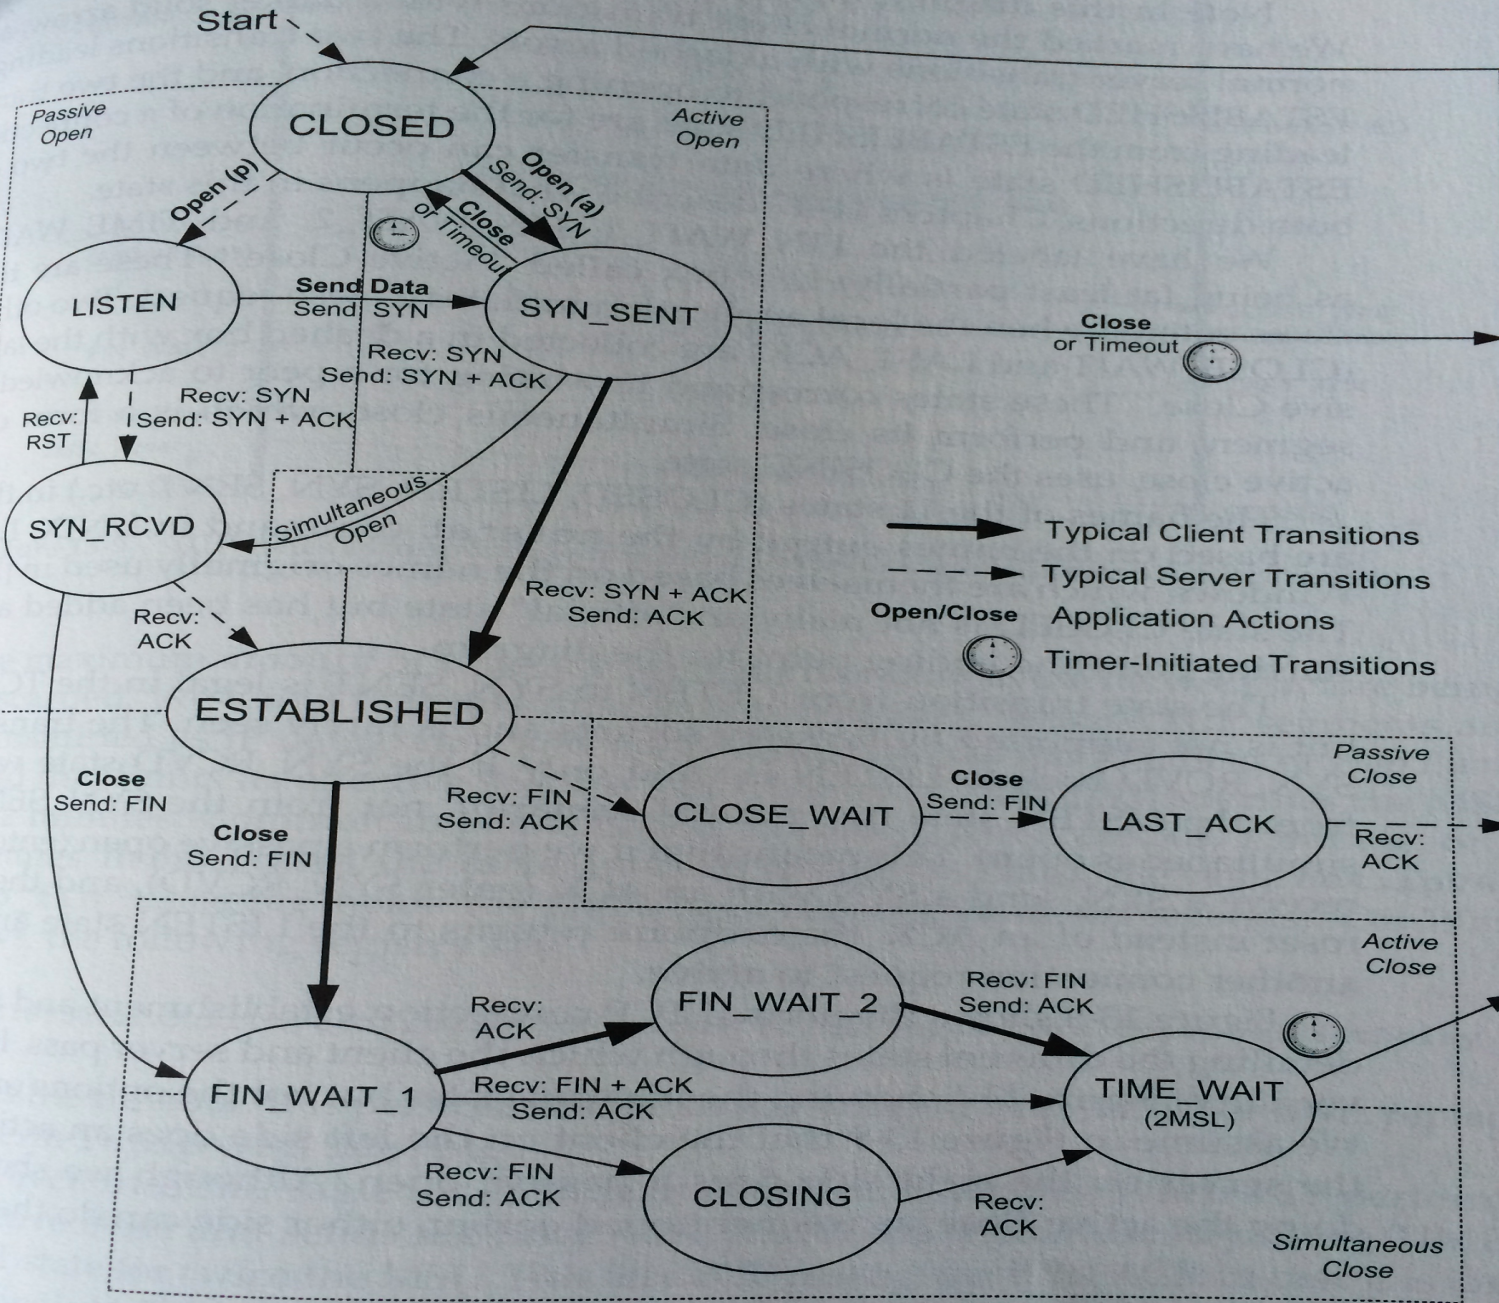 Start
CLOSED
Passive
Open
Active
Open
Open (p)
Open (a)
Send: SYN
Close
or Timeout
LISTEN
Send Data
Send: SYN
SYN_SENT
Close
or Timeout
Recv: SYN
Send: SYN + ACK
Recv: SYN
Send: SYN + ACK
Recv:
RST
SYN_RCVD
Simultaneous
Open
Recv:
ACK
Recv: SYN + ACK
Send: ACK
Typical Client Transitions
Typical Server Transitions
Open/Close Application Actions
Timer-Initiated Transitions
ESTABLISHED
Close
Send: FIN
Close
Send: FIN
Recv: FIN
Send: ACK
CLOSE_WAIT
Close
Send: FIN
LAST_ACK
Passive
Close
Recv:
ACK
Active
Close
FIN_WAIT_1
Recv:
ACK
FIN_WAIT_2
Recv: FIN
Send: ACK
Recv: FIN + ACK
Send: ACK
TIME_WAIT
(2MSL)
Recv: FIN
Send: ACK
CLOSING
Recv:
ACK
Simultaneous
Close